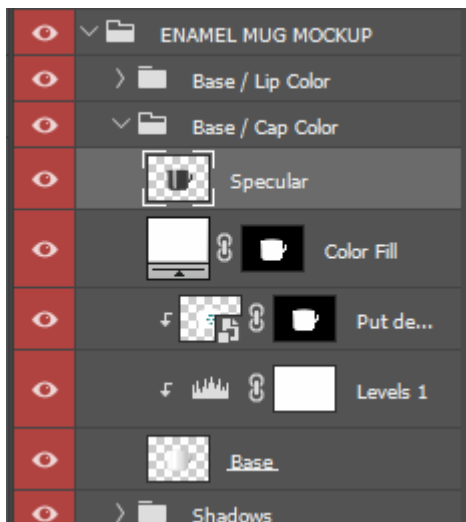 ENAMEL MUG MOCKUP
Base / Lip Color
Base / Cap Color
Specular
Color Fill
Put de...
Levels 1
Base
Shadows